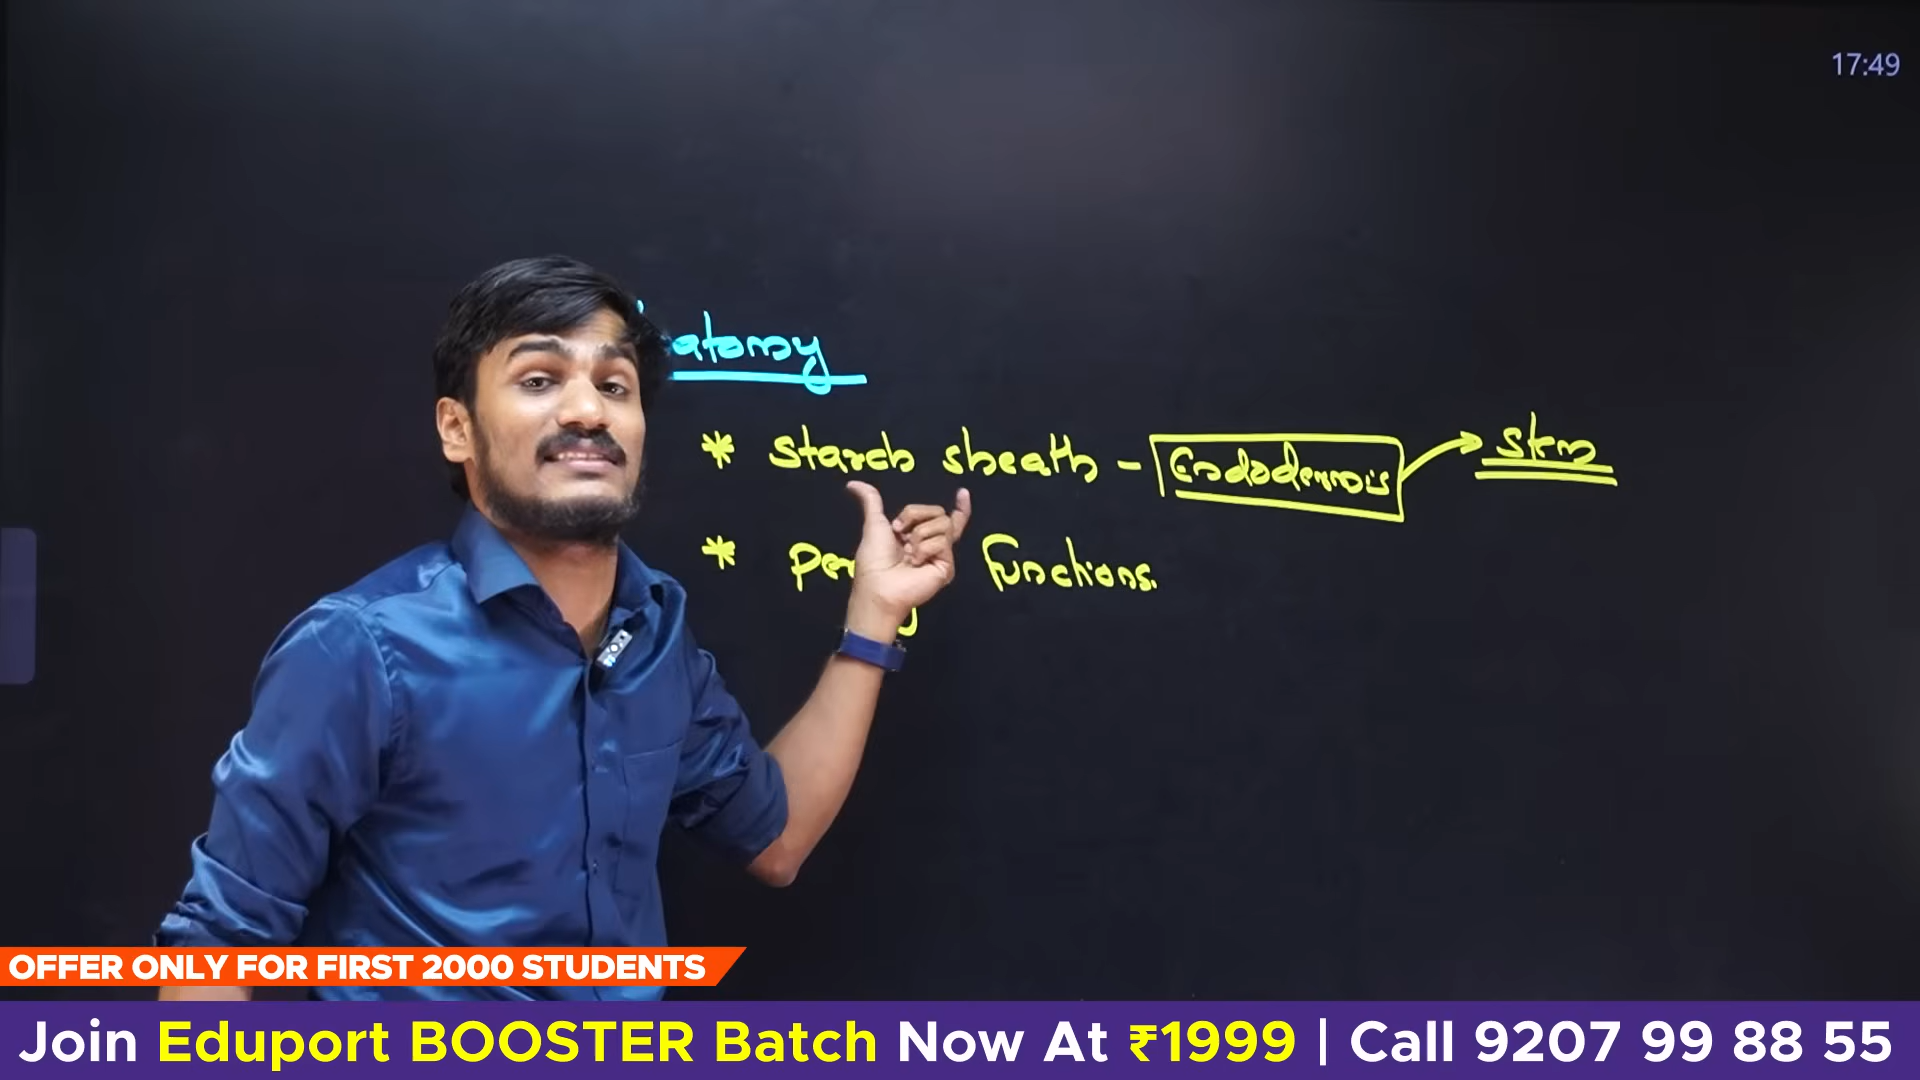 17:49
atomy
* starch sheath - Endodermis → Stem
* per functions.
OFFER ONLY FOR FIRST 2000 STUDENTS
Join Eduport BOOSTER Batch Now At ₹1999 | Call 9207 99 88 55